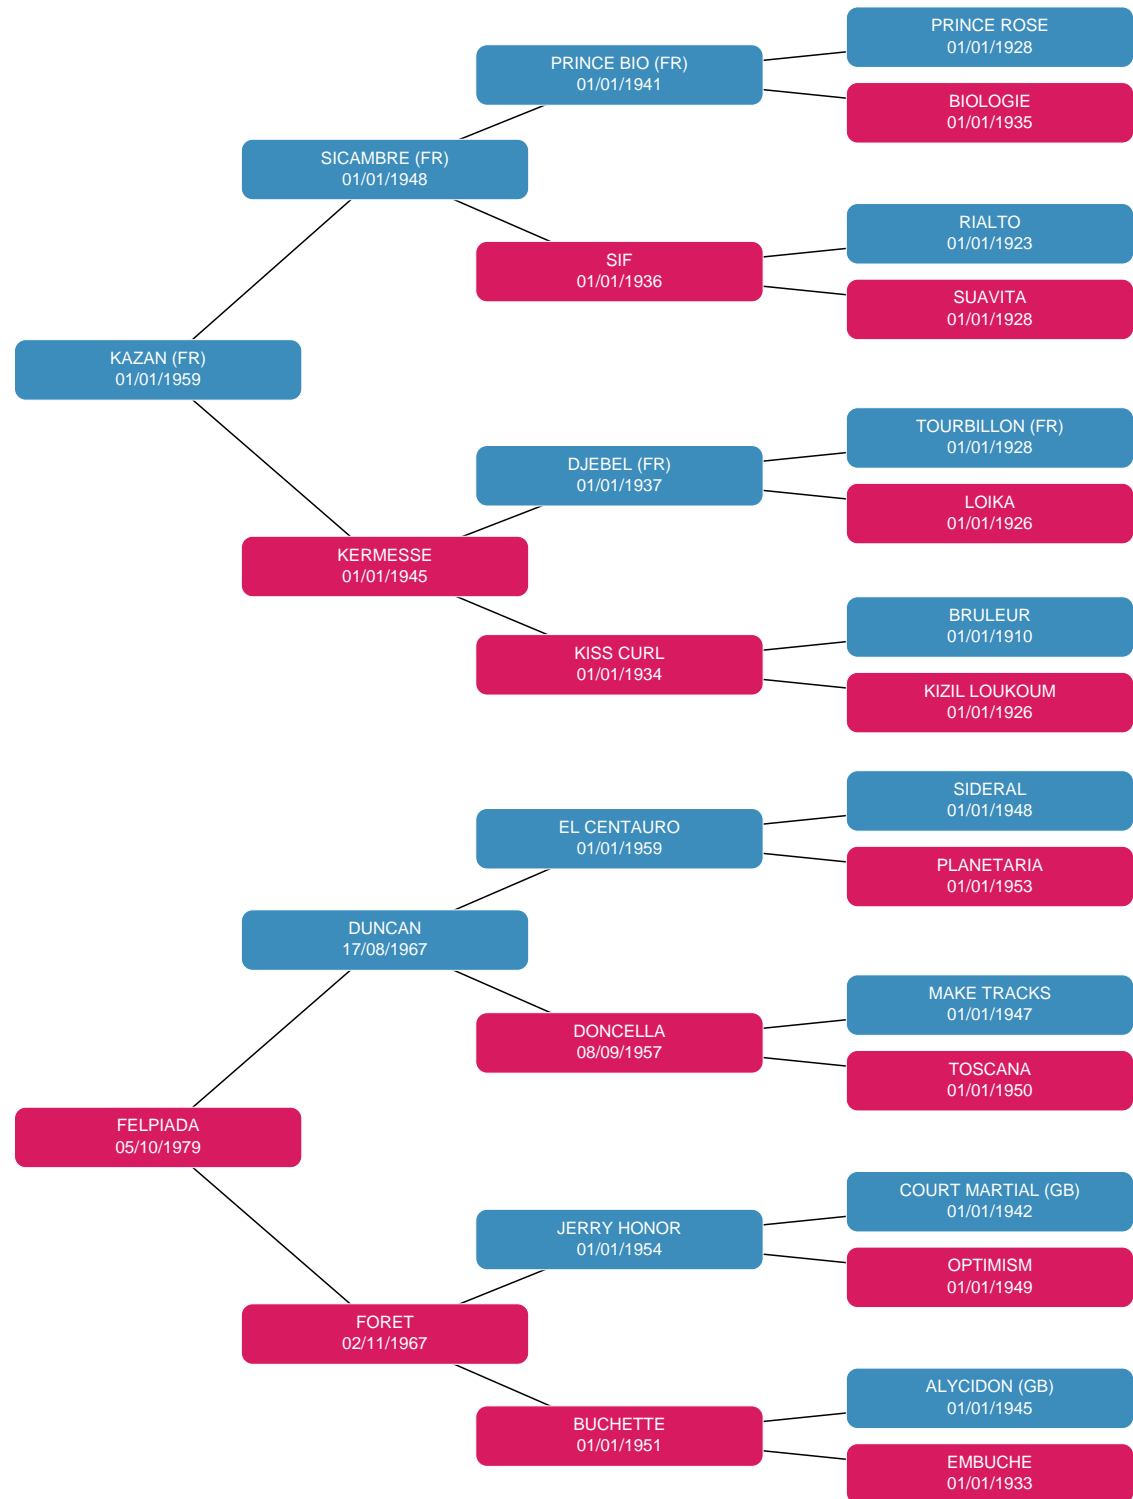 PRINCE ROSE
01/01/1928
PRINCE BIO (FR)
01/01/1941
BIOLOGIE
01/01/1935
SICAMBRE (FR)
01/01/1948
RIALTO
01/01/1923
SIF
01/01/1936
SUAVITA
01/01/1928
KAZAN (FR)
01/01/1959
TOURBILLON (FR)
01/01/1928
DJEBEL (FR)
01/01/1937
LOIKA
01/01/1926
KERMESSE
01/01/1945
BRULEUR
01/01/1910
KISS CURL
01/01/1934
KIZIL LOUKOUM
01/01/1926
SIDERAL
01/01/1948
EL CENTAURO
01/01/1959
PLANETARIA
01/01/1953
DUNCAN
17/08/1967
MAKE TRACKS
01/01/1947
DONCELLA
08/09/1957
TOSCANA
01/01/1950
FELPIADA
05/10/1979
COURT MARTIAL (GB)
01/01/1942
JERRY HONOR
01/01/1954
OPTIMISM
01/01/1949
FORET
02/11/1967
ALYCIDON (GB)
01/01/1945
BUCHETTE
01/01/1951
EMBUCHE
01/01/1933